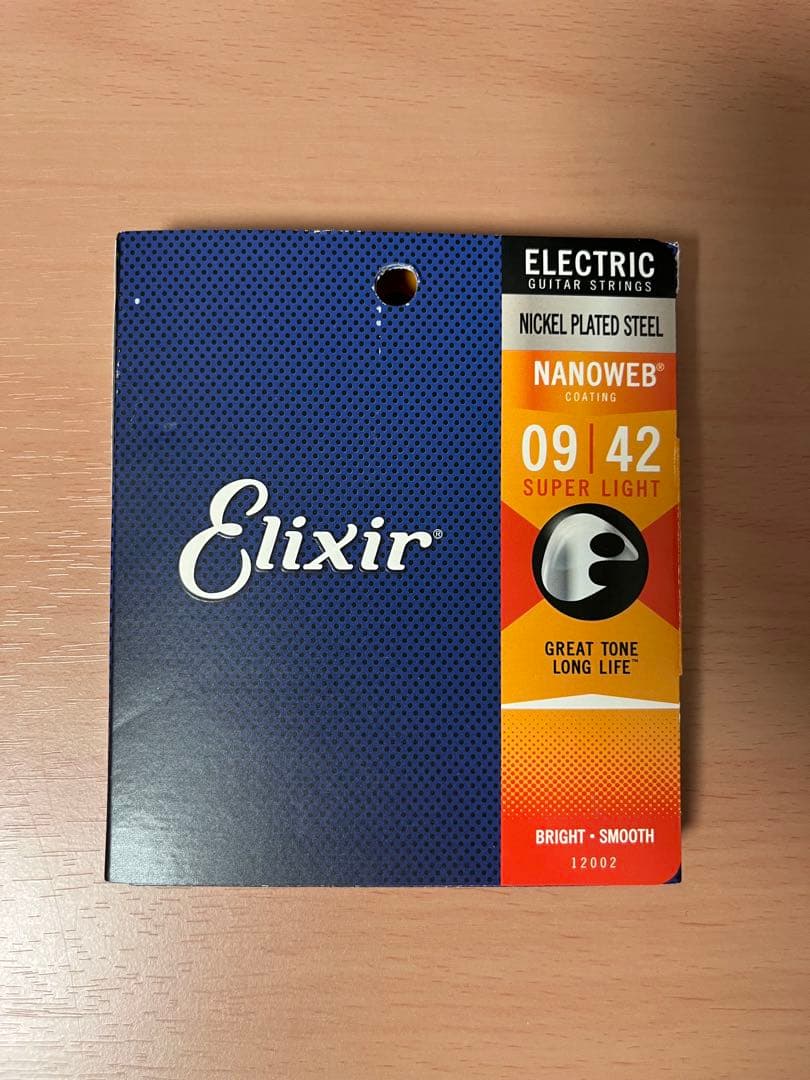 Elixir®
ELECTRIC
GUITAR STRINGS
NICKEL PLATED STEEL
NANOWEB®
COATING
09 | 42
SUPER LIGHT
GREAT TONE
LONG LIFE™
BRIGHT • SMOOTH
12002